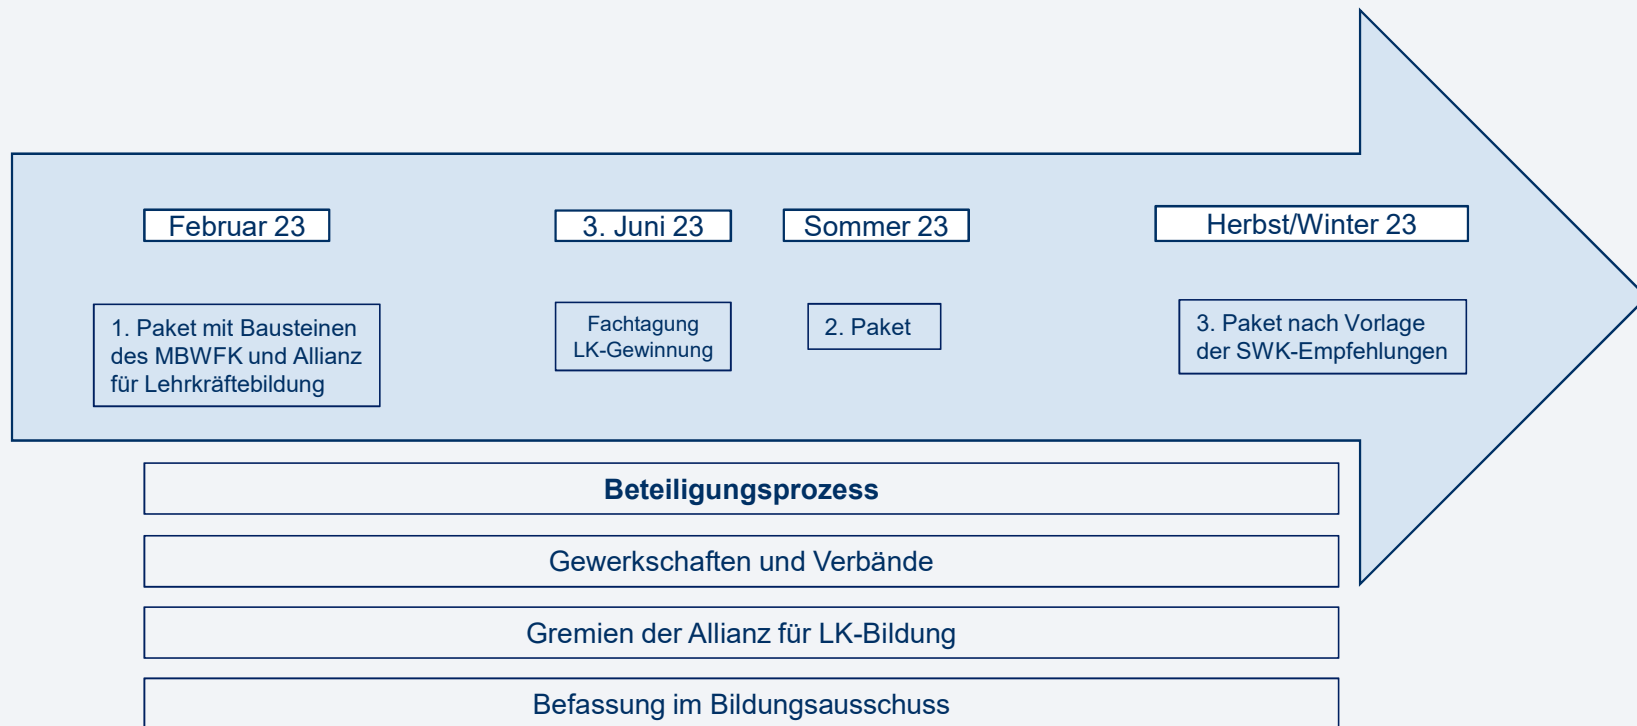 Februar 23
3. Juni 23
Sommer 23
Herbst/Winter 23
1. Paket mit Bausteinen
des MBWFK und Allianz
für Lehrkräftebildung
Fachtagung
LK-Gewinnung
2. Paket
3. Paket nach Vorlage
der SWK-Empfehlungen
Beteiligungsprozess
Gewerkschaften und Verbände
Gremien der Allianz für LK-Bildung
Befassung im Bildungsausschuss